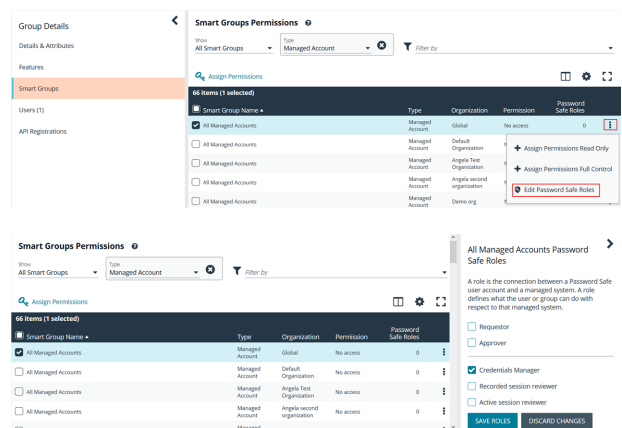 Group Details
Details & Attributes
Features
Smart Groups
Users (1)
API Registrations
Smart Groups Permissions
Show
All Smart Groups
Type
Managed Account
Filter by
Assign Permissions
66 items (1 selected)
Smart Group Name
Type
Organization
Permission
Password
Safe Roles
All Managed Accounts
Managed
Account
Global
No access
0
All Managed Accounts
Managed
Account
Default
Organization
All Managed Accounts
Managed
Account
Angela Test
Organization
All Managed Accounts
Managed
Account
Angela second
organization
All Managed Accounts
Managed
Account
Demo org
Assign Permissions Read Only
Assign Permissions Full Control
Edit Password Safe Roles
Smart Groups Permissions
Show
All Smart Groups
Type
Managed Account
Filter by
Assign Permissions
66 items (1 selected)
Smart Group Name
Type
Organization
Permission
Password
Safe Roles
All Managed Accounts
Managed
Account
Global
No access
0
All Managed Accounts
Managed
Account
Default
Organization
No access
0
All Managed Accounts
Managed
Account
Angela Test
Organization
No access
0
All Managed Accounts
Managed
Account
Angela second
organization
No access
0
All Managed Accounts Password
Safe Roles
A role is the connection between a Password Safe
user account and a managed system. A role
defines what the user or group can do with
respect to that managed system.
Requestor
Approver
Credentials Manager
Recorded session reviewer
Active session reviewer
SAVE ROLES
DISCARD CHANGES